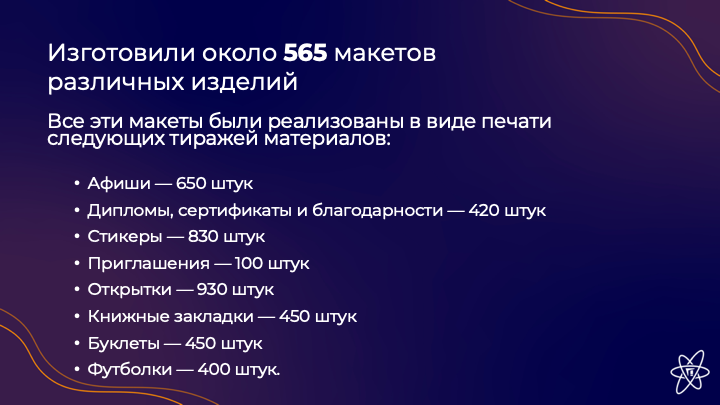 Изготовили около 565 макетов
различных изделий
Все эти макеты были реализованы в виде печати
следующих тиражей материалов:
• Афиши — 650 штук
• Дипломы, сертификаты и благодарности — 420 штук
• Стикеры — 830 штук
• Приглашения — 100 штук
• Открытки — 930 штук
• Книжные закладки — 450 штук
• Буклеты — 450 штук
• Футболки — 400 штук.